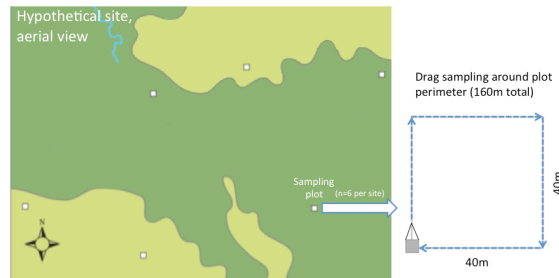 Hypothetical site,
aerial view
Drag sampling around plot
perimeter (160m total)
Sampling
plot
(n=6 per site)
N
40m
40m